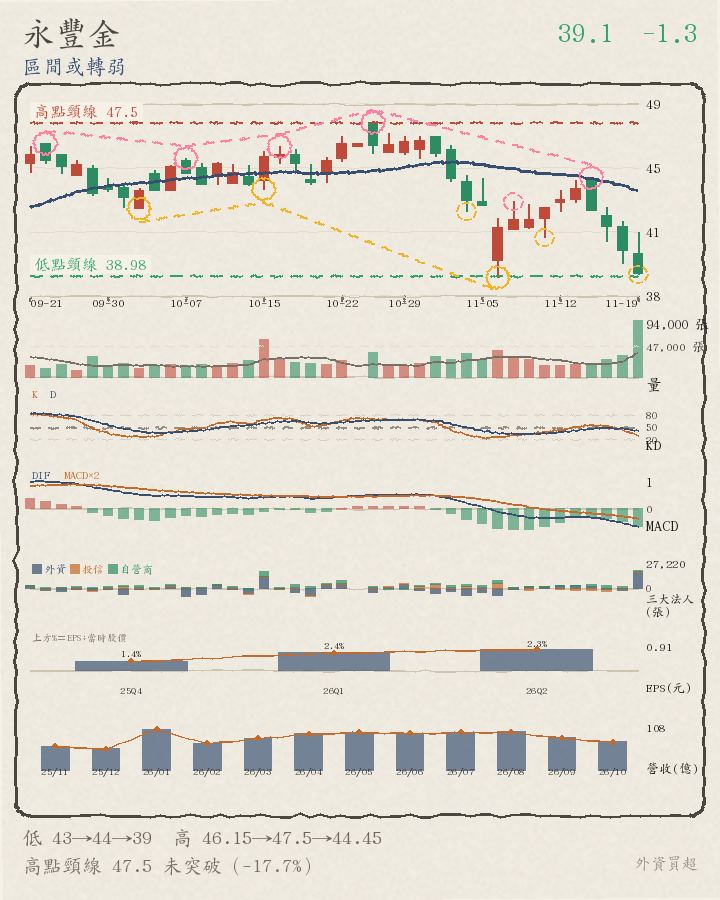 永豐金
39.1 -1.3
區間或轉弱
高點頸線 47.5
49
45
41
38
低點頸線 38.98
09-21 09-30 10-07 10-15 10-22 10-29 11-05 11-12 11-19
94,000 張
47,000 張
量
K D
80
50
20
KD
DIF MACD×2
1
0
MACD
外資 投信 自營商
27,220
0
三大法人
(張)
上方%=EPS÷當時股價
1.4% 2.4% 2.3%
0.91
25Q4 26Q1 26Q2
EPS(元)
108
25/11 25/12 26/01 26/02 26/03 26/04 26/05 26/06 26/07 26/08 26/09 26/10
營收(億)
低 43→44→39 高 46.15→47.5→44.45
高點頸線 47.5 未突破 (-17.7%)
外資買超